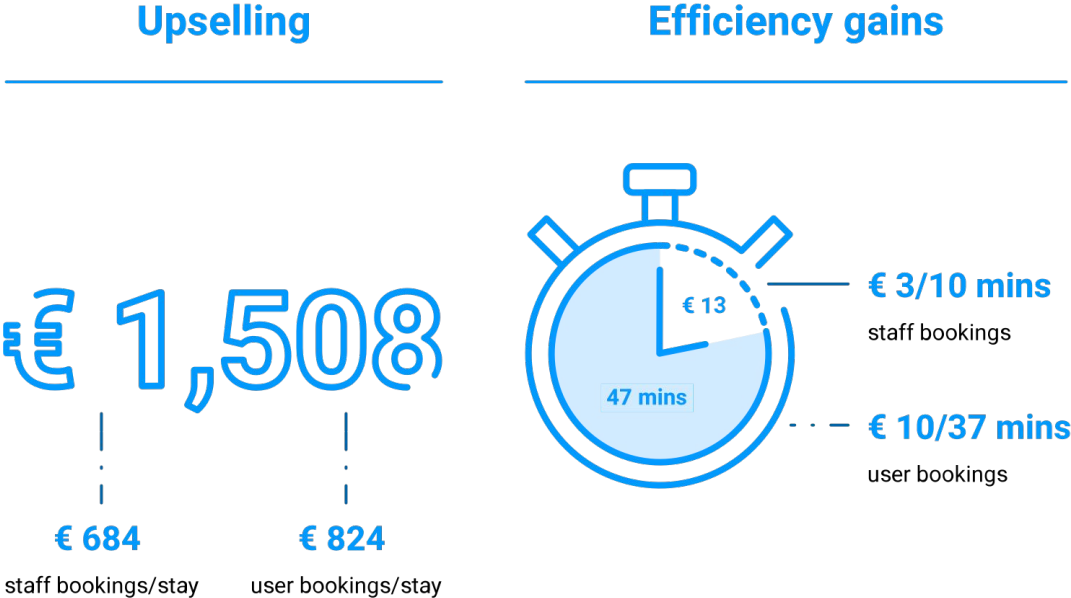 Upselling
€ 1,508
€ 684
staff bookings/stay
€ 824
user bookings/stay
Efficiency gains
€ 13
47 mins
€ 3/10 mins
staff bookings
€ 10/37 mins
user bookings